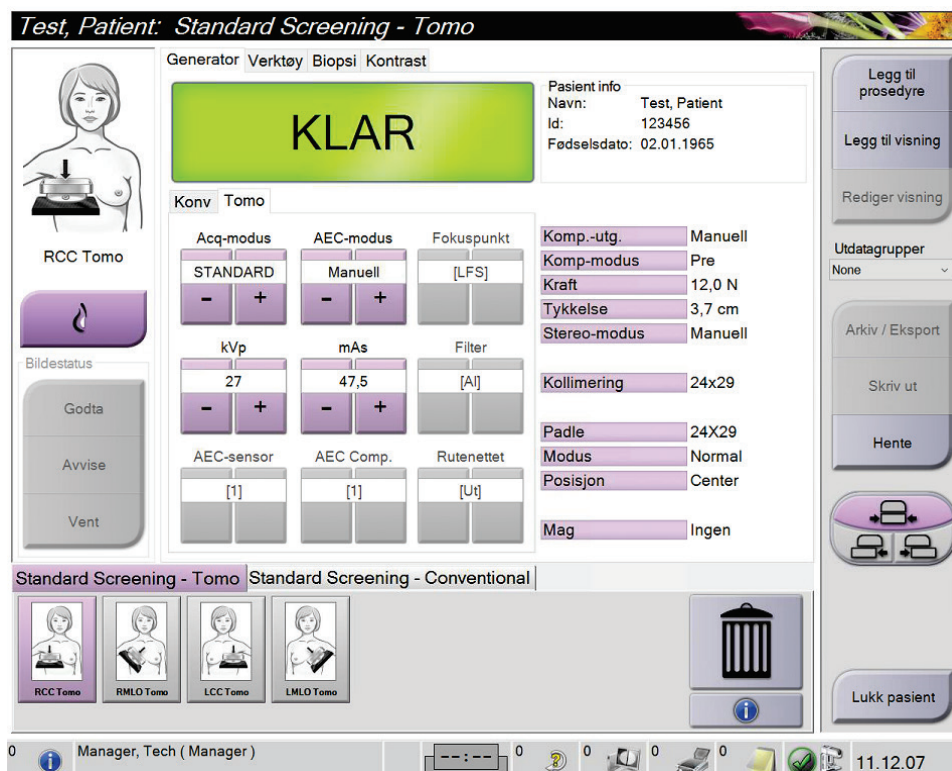 Test, Patient: Standard Screening - Tomo
Generator Verktøy Biopsi Kontrast
KLAR
Pasient info
Navn: Test, Patient
Id: 123456
Fødselsdato: 02.01.1965
RCC Tomo
Bildestatus
Godta
Avvise
Vent
Konv Tomo
Acq-modus AEC-modus Fokuspunkt
STANDARD Manuell [LFS]
- + - +
kVp mAs Filter
27 47,5 [Al]
- + - +
AEC-sensor AEC Comp. Rutenettet
[1] [1] [Ut]
Komp.-utg. Manuell
Komp-modus Pre
Kraft 12,0 N
Tykkelse 3,7 cm
Stereo-modus Manuell
Kollimering 24x29
Padle 24X29
Modus Normal
Posisjon Center
Mag Ingen
Legg til
prosedyre
Legg til visning
Rediger visning
Utdatagrupper
None
Arkiv / Eksport
Skriv ut
Hente
Lukk pasient
Standard Screening - Tomo Standard Screening - Conventional
RCC Tomo RMLO Tomo LCC Tomo LMLO Tomo
0 Manager, Tech ( Manager ) --:-- 0 0 0 0 11.12.07